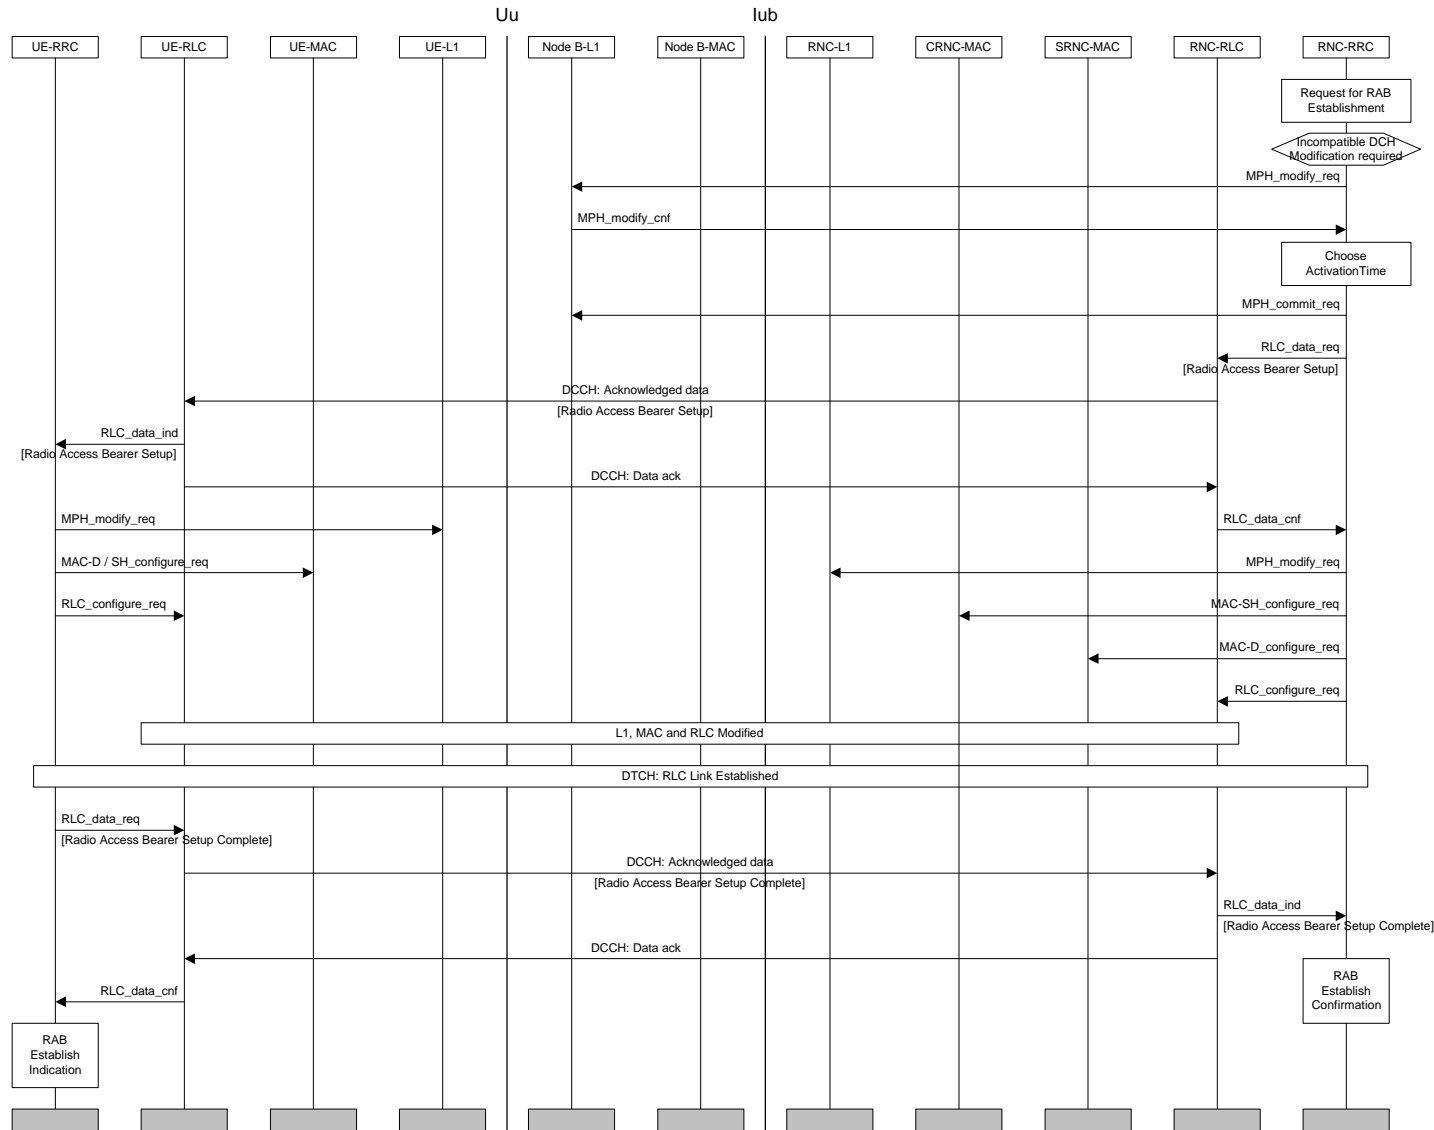 Uu
Iub
UE-RRC
UE-RLC
UE-MAC
UE-L1
Node B-L1
Node B-MAC
RNC-L1
CRNC-MAC
SRNC-MAC
RNC-RLC
RNC-RRC
Request for RAB
Establishment
Incompatible DCH
Modification required
MPH_modify_req
MPH_modify_cnf
Choose
ActivationTime
MPH_commit_req
RLC_data_req
[Radio Access Bearer Setup]
DCCH: Acknowledged data
[Radio Access Bearer Setup]
RLC_data_ind
[Radio Access Bearer Setup]
DCCH: Data ack
MPH_modify_req
RLC_data_cnf
MAC-D / SH_configure_req
MPH_modify_req
RLC_configure_req
MAC-SH_configure_req
MAC-D_configure_req
RLC_configure_req
L1, MAC and RLC Modified
DTCH: RLC Link Established
RLC_data_req
[Radio Access Bearer Setup Complete]
DCCH: Acknowledged data
[Radio Access Bearer Setup Complete]
RLC_data_ind
[Radio Access Bearer Setup Complete]
DCCH: Data ack
RAB
Establish
Confirmation
RLC_data_cnf
RAB
Establish
Indication